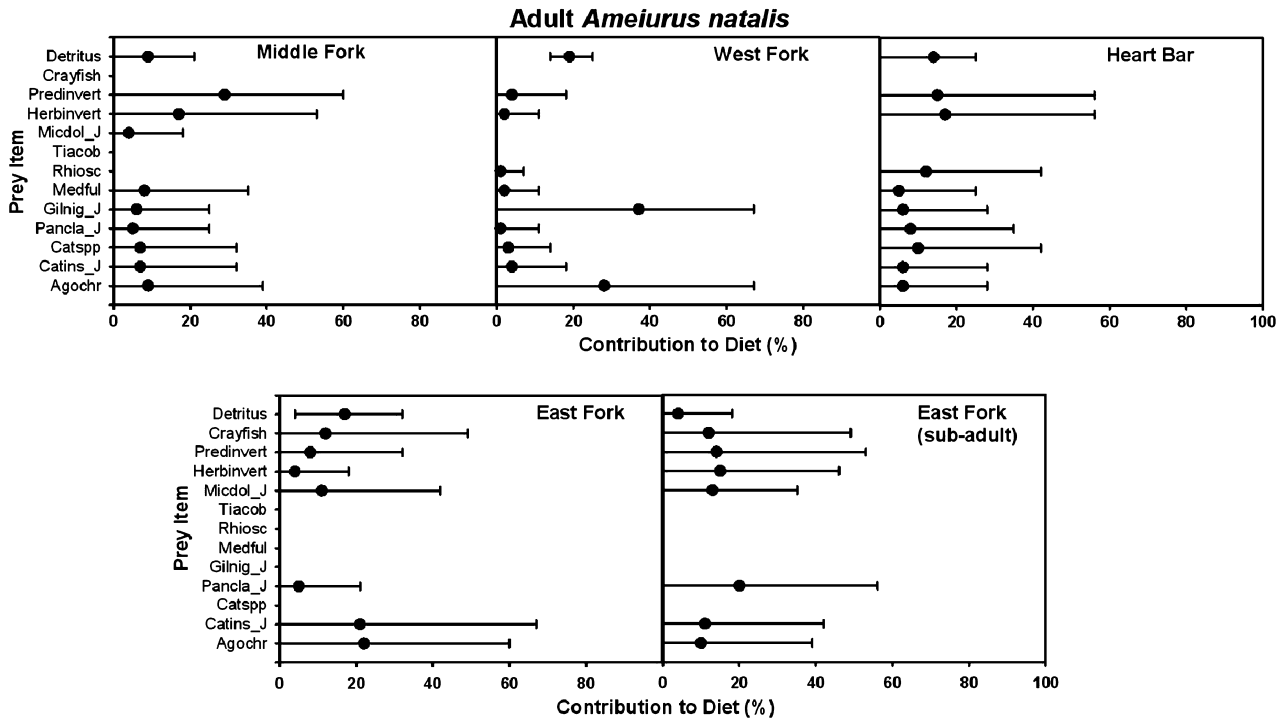 Adult Ameiurus natalis
Middle Fork
West Fork
Heart Bar
Prey Item
Detritus
Crayfish
Predinvert
Herbinvert
Micdol_J
Tiacob
Rhiosc
Medful
Gilnig_J
Pancla_J
Catspp
Catins_J
Agochr
0 20 40 60 80 0 20 40 60 80 0 20 40 60 80 100
Contribution to Diet (%)
East Fork
East Fork
(sub-adult)
Prey Item
Detritus
Crayfish
Predinvert
Herbinvert
Micdol_J
Tiacob
Rhiosc
Medful
Gilnig_J
Pancla_J
Catspp
Catins_J
Agochr
0 20 40 60 80 0 20 40 60 80 100
Contribution to Diet (%)